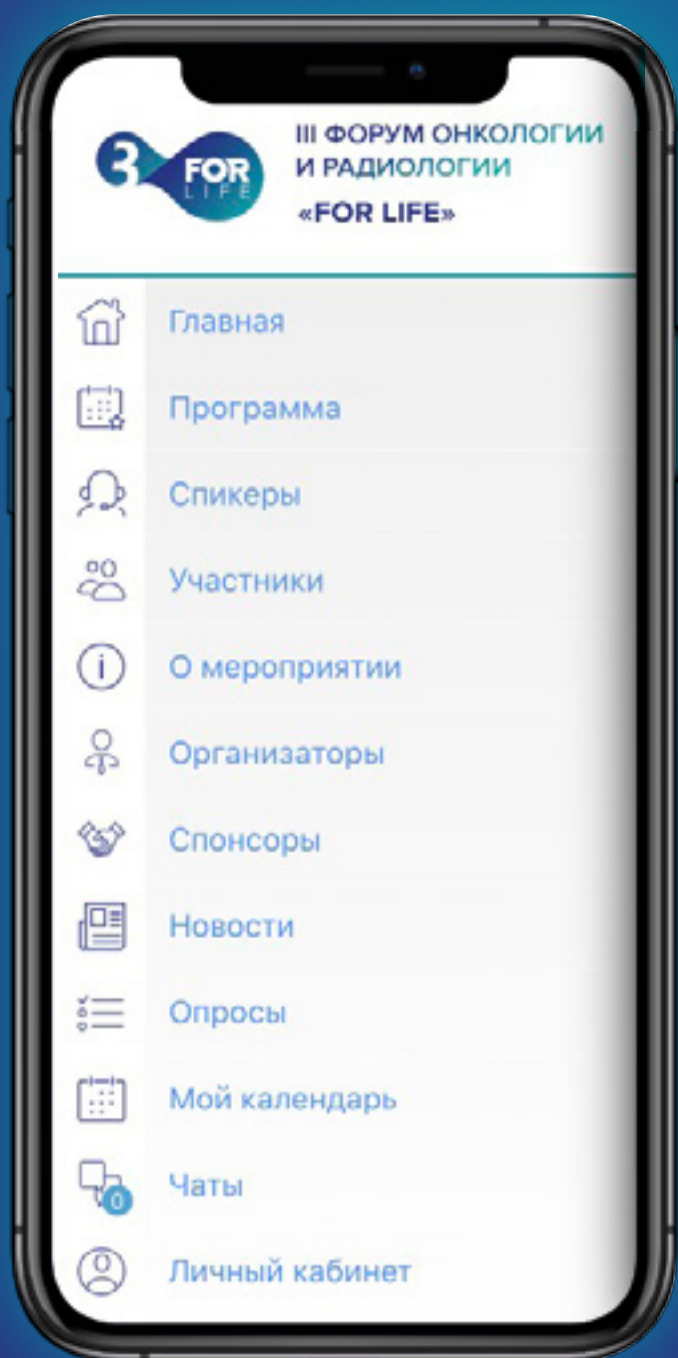 3
FOR
LIFE
III ФОРУМ ОНКОЛОГИИ
И РАДИОЛОГИИ
«FOR LIFE»
Главная
Программа
Спикеры
Участники
О мероприятии
Организаторы
Спонсоры
Новости
Опросы
Мой календарь
0
Чаты
Личный кабинет